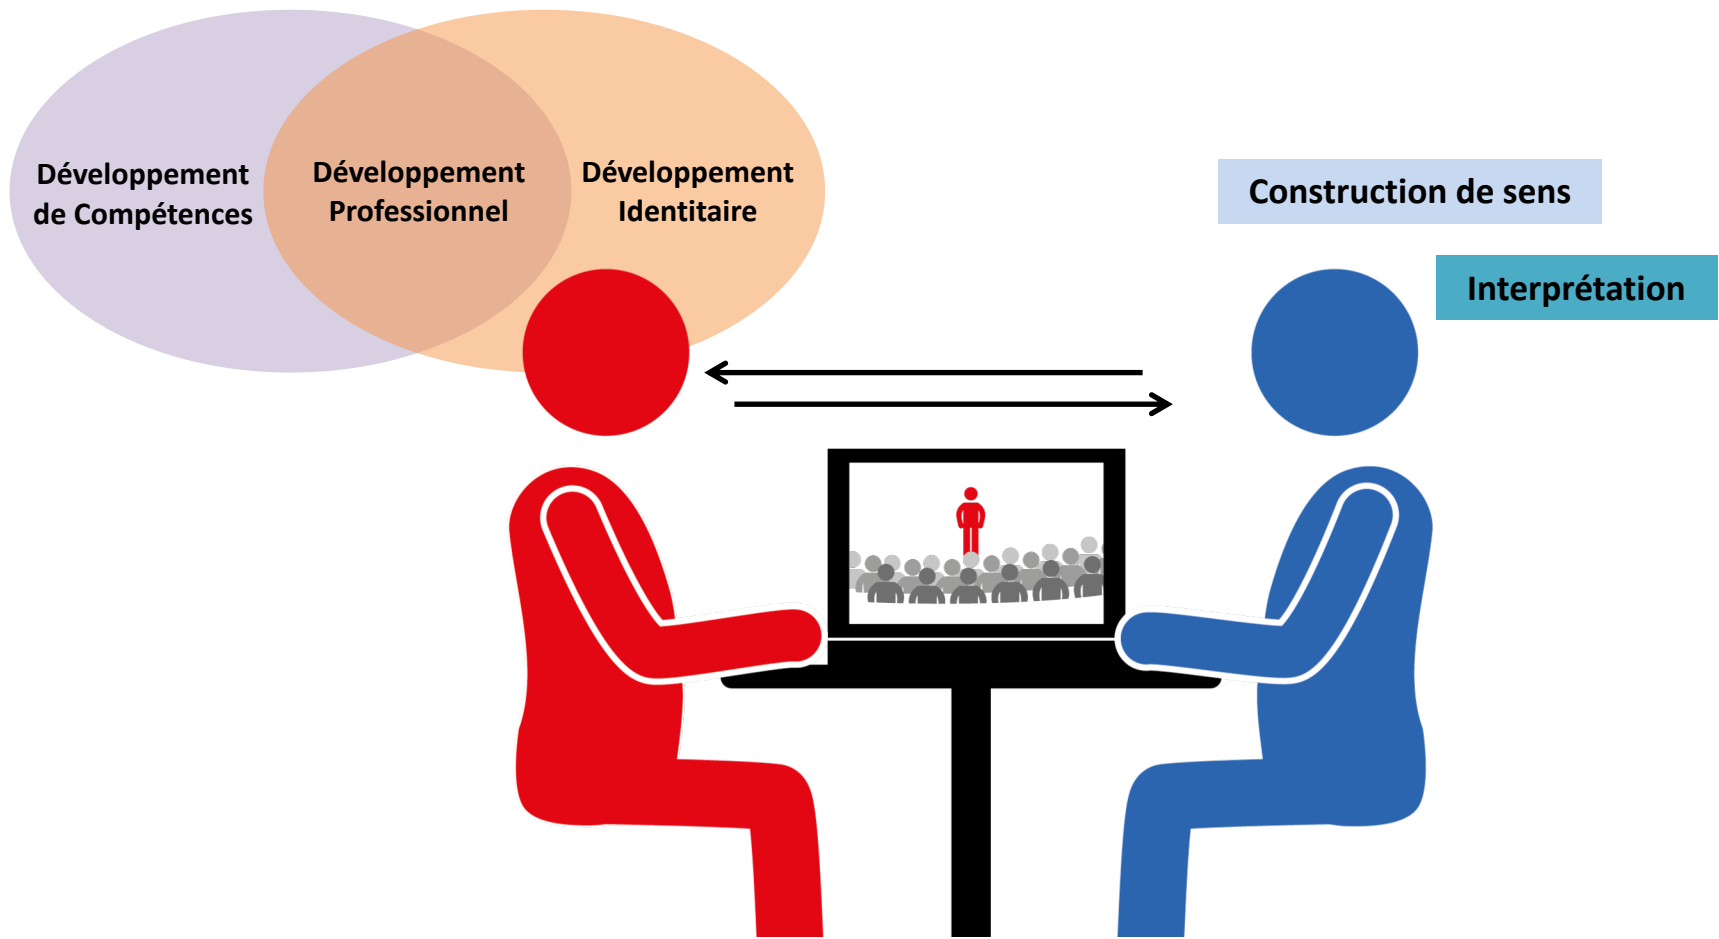 Développement
de Compétences
Développement
Professionnel
Développement
Identitaire
Construction de sens
Interprétation